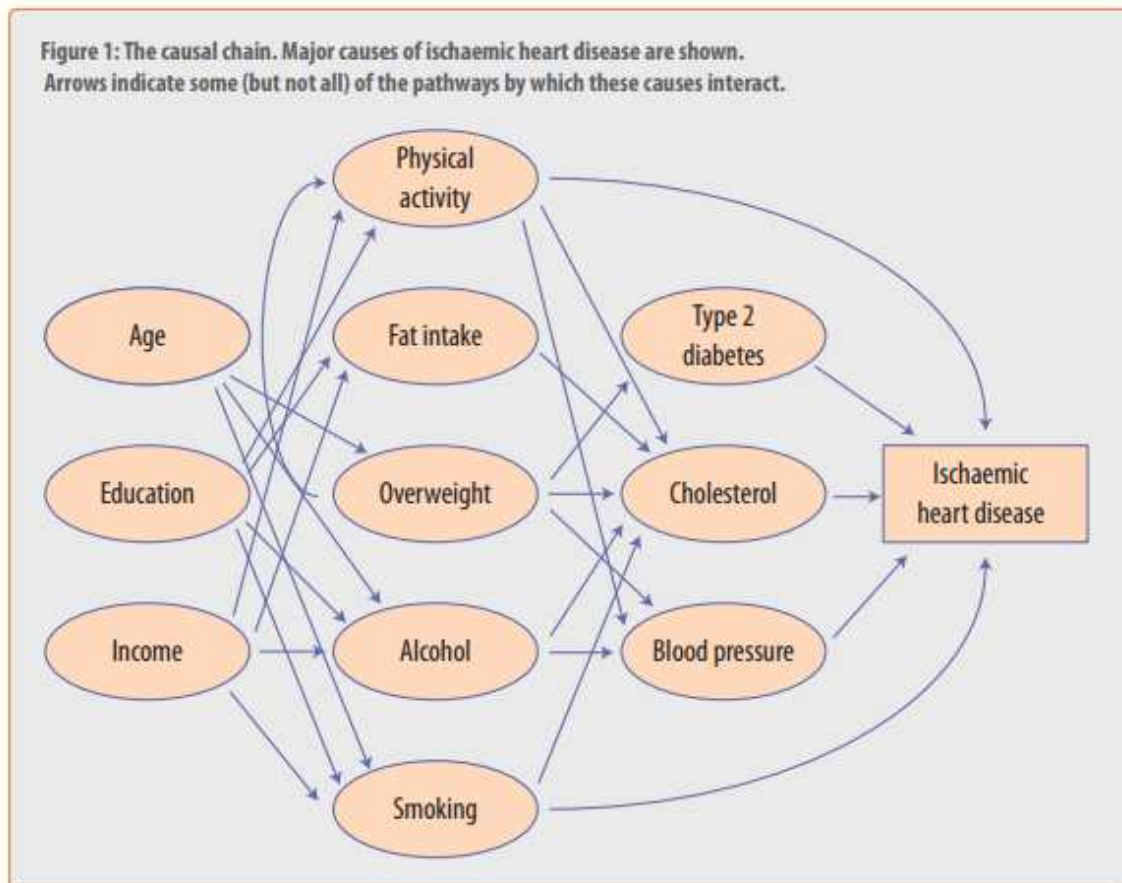 Figure 1: The causal chain. Major causes of ischaemic heart disease are shown.
Arrows indicate some (but not all) of the pathways by which these causes interact.
Physical
activity
Age
Fat intake
Type 2
diabetes
Education
Overweight
Cholesterol
Ischaemic
heart disease
Income
Alcohol
Blood pressure
Smoking